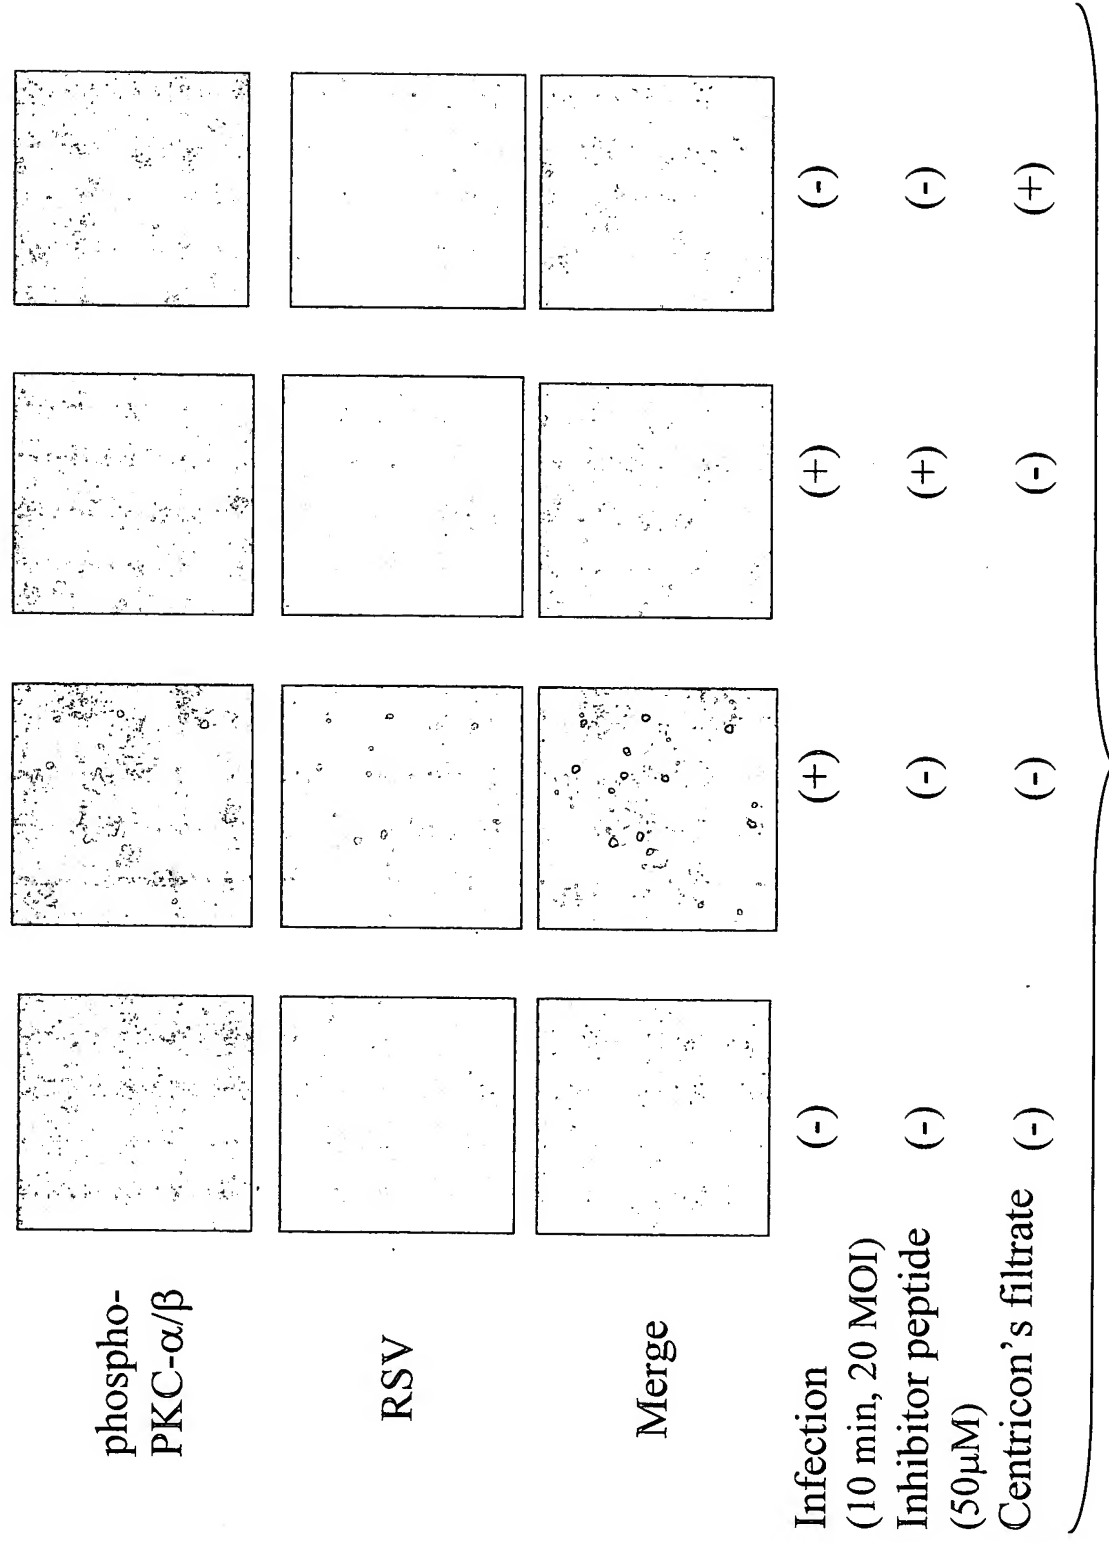 phospho-
PKC-α/β
RSV
Merge
Infection (-) (+) (+) (-)
(10 min, 20 MOI)
Inhibitor peptide (-) (-) (+) (-)
(50µM)
Centricon's filtrate (-) (-) (-) (+)